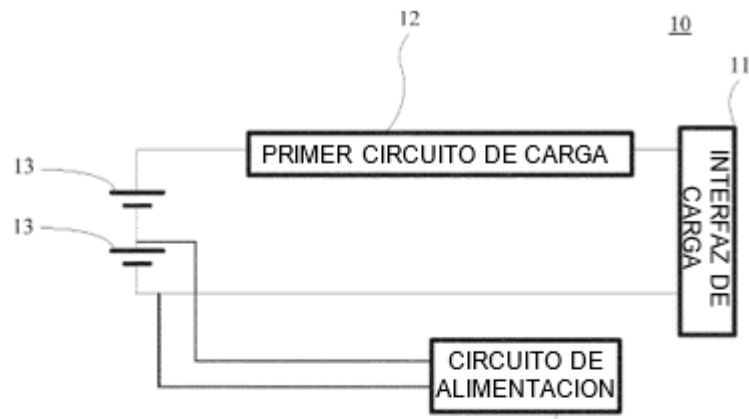 12
10
11
PRIMER CIRCUITO DE CARGA
INTERFAZ DE
CARGA
13
13
CIRCUITO DE
ALIMENTACION